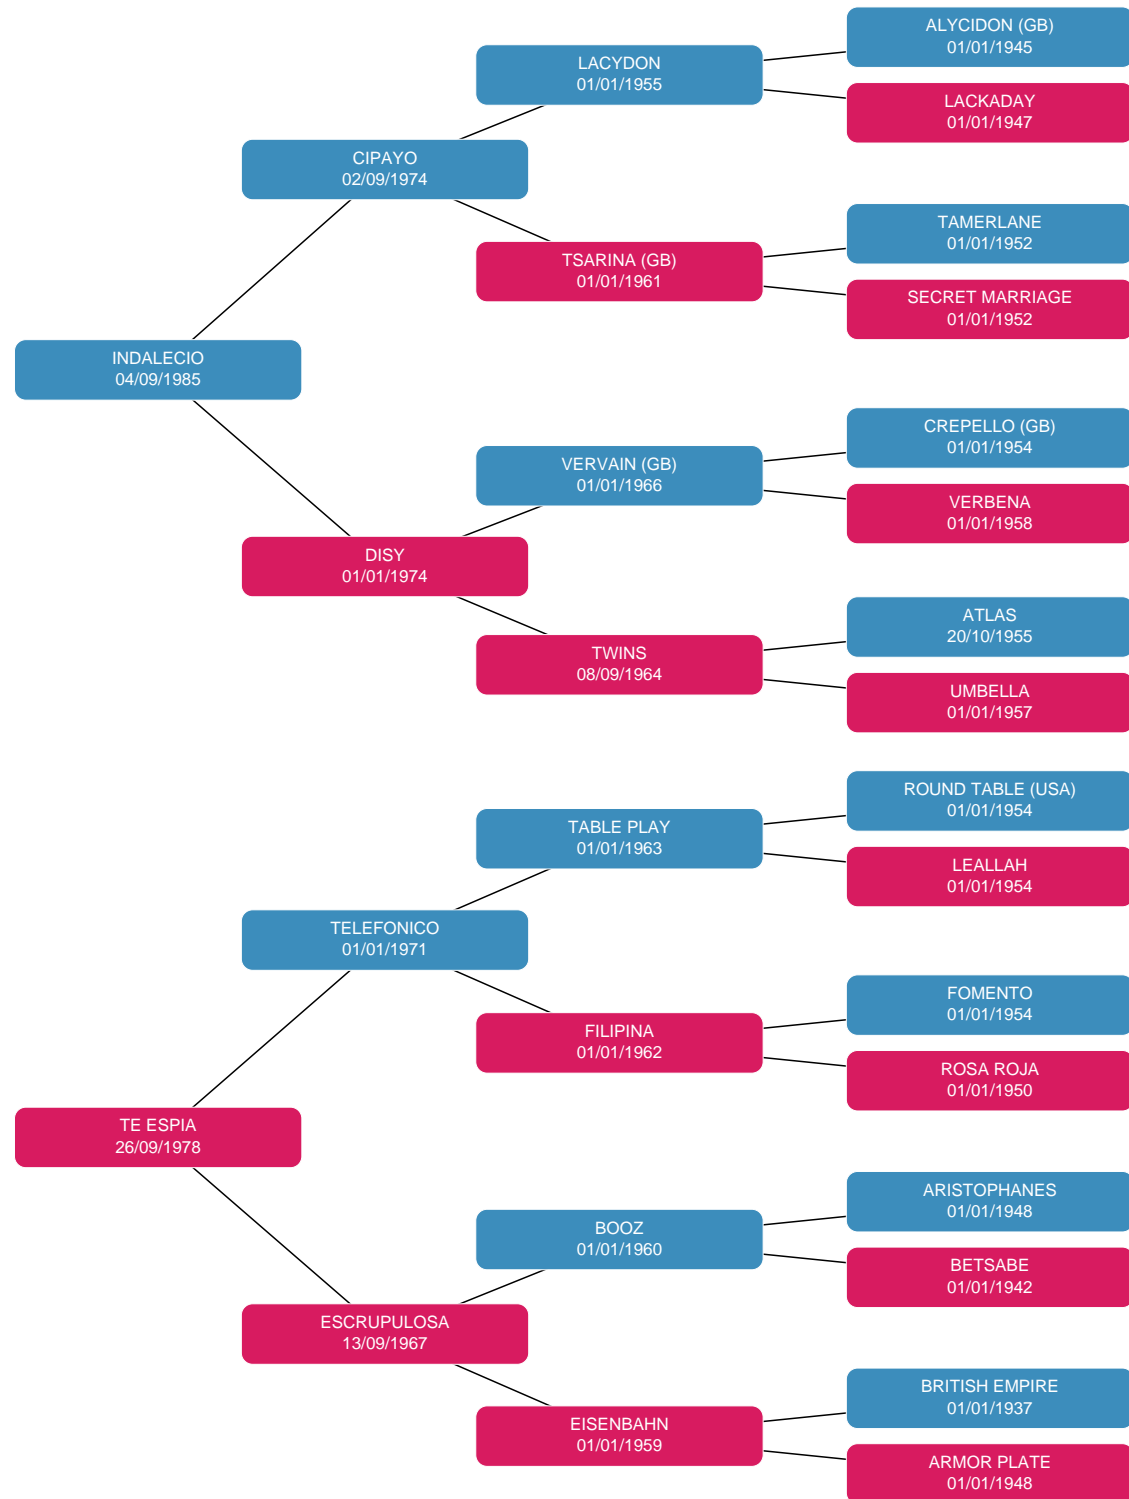 ALYCIDON (GB)
01/01/1945
LACYDON
01/01/1955
LACKADAY
01/01/1947
CIPAYO
02/09/1974
TAMERLANE
01/01/1952
TSARINA (GB)
01/01/1961
SECRET MARRIAGE
01/01/1952
INDALECIO
04/09/1985
CREPELLO (GB)
01/01/1954
VERVAIN (GB)
01/01/1966
VERBENA
01/01/1958
DISY
01/01/1974
ATLAS
20/10/1955
TWINS
08/09/1964
UMBELLA
01/01/1957
ROUND TABLE (USA)
01/01/1954
TABLE PLAY
01/01/1963
LEALLAH
01/01/1954
TELEFONICO
01/01/1971
FOMENTO
01/01/1954
FILIPINA
01/01/1962
ROSA ROJA
01/01/1950
TE ESPIA
26/09/1978
ARISTOPHANES
01/01/1948
BOOZ
01/01/1960
BETSABE
01/01/1942
ESCRUPULOSA
13/09/1967
BRITISH EMPIRE
01/01/1937
EISENBAHN
01/01/1959
ARMOR PLATE
01/01/1948